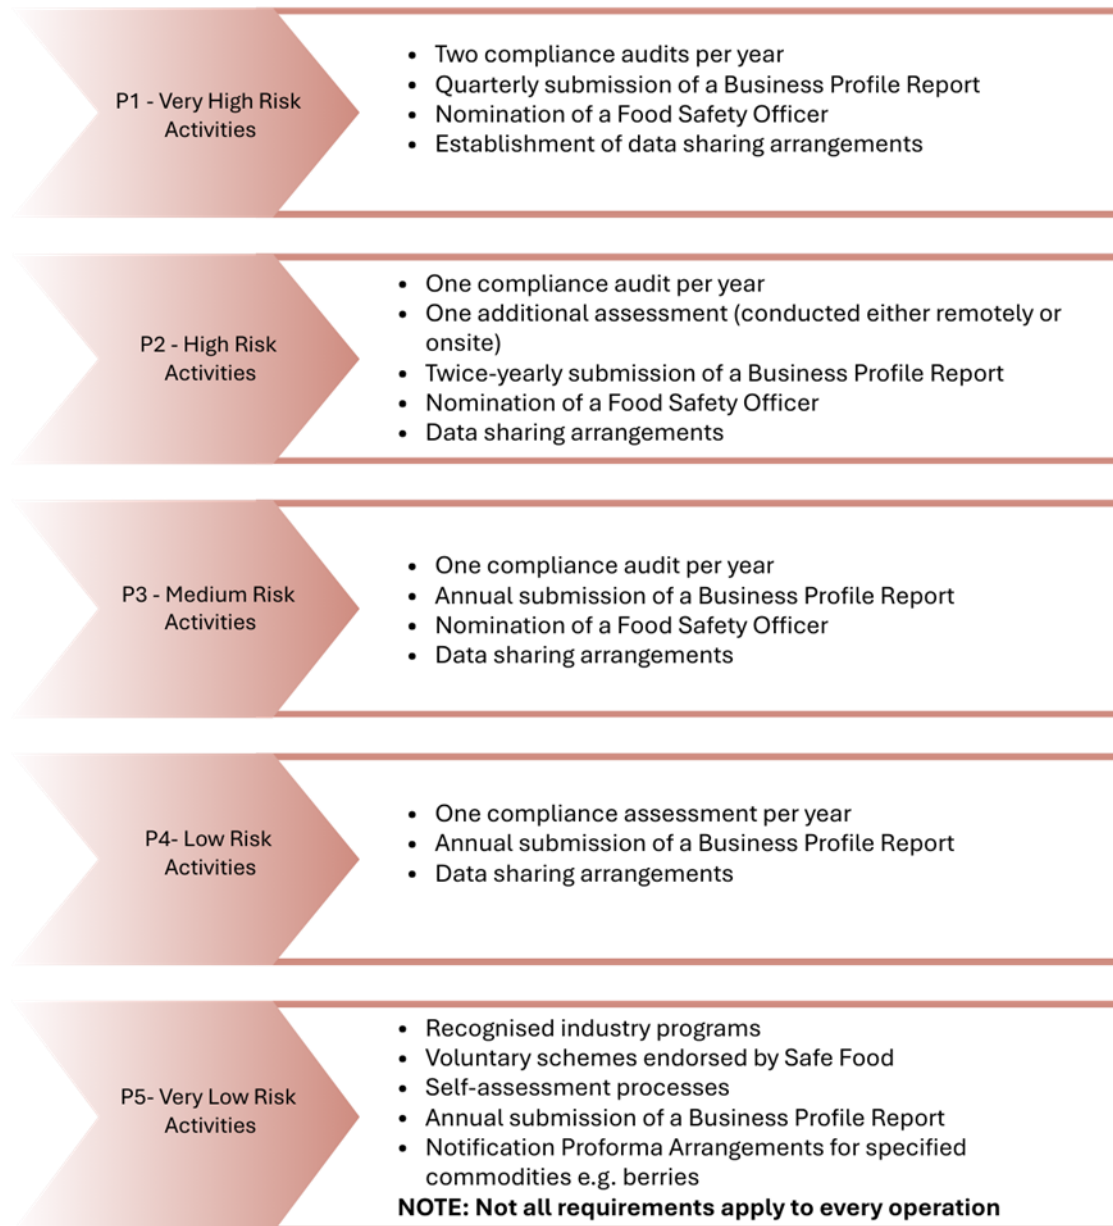 P1 - Very High Risk
Activities
• Two compliance audits per year
• Quarterly submission of a Business Profile Report
• Nomination of a Food Safety Officer
• Establishment of data sharing arrangements
P2 - High Risk
Activities
• One compliance audit per year
• One additional assessment (conducted either remotely or
onsite)
• Twice-yearly submission of a Business Profile Report
• Nomination of a Food Safety Officer
• Data sharing arrangements
P3 - Medium Risk
Activities
• One compliance audit per year
• Annual submission of a Business Profile Report
• Nomination of a Food Safety Officer
• Data sharing arrangements
P4- Low Risk
Activities
• One compliance assessment per year
• Annual submission of a Business Profile Report
• Data sharing arrangements
P5- Very Low Risk
Activities
• Recognised industry programs
• Voluntary schemes endorsed by Safe Food
• Self-assessment processes
• Annual submission of a Business Profile Report
• Notification Proforma Arrangements for specified
commodities e.g. berries
NOTE: Not all requirements apply to every operation